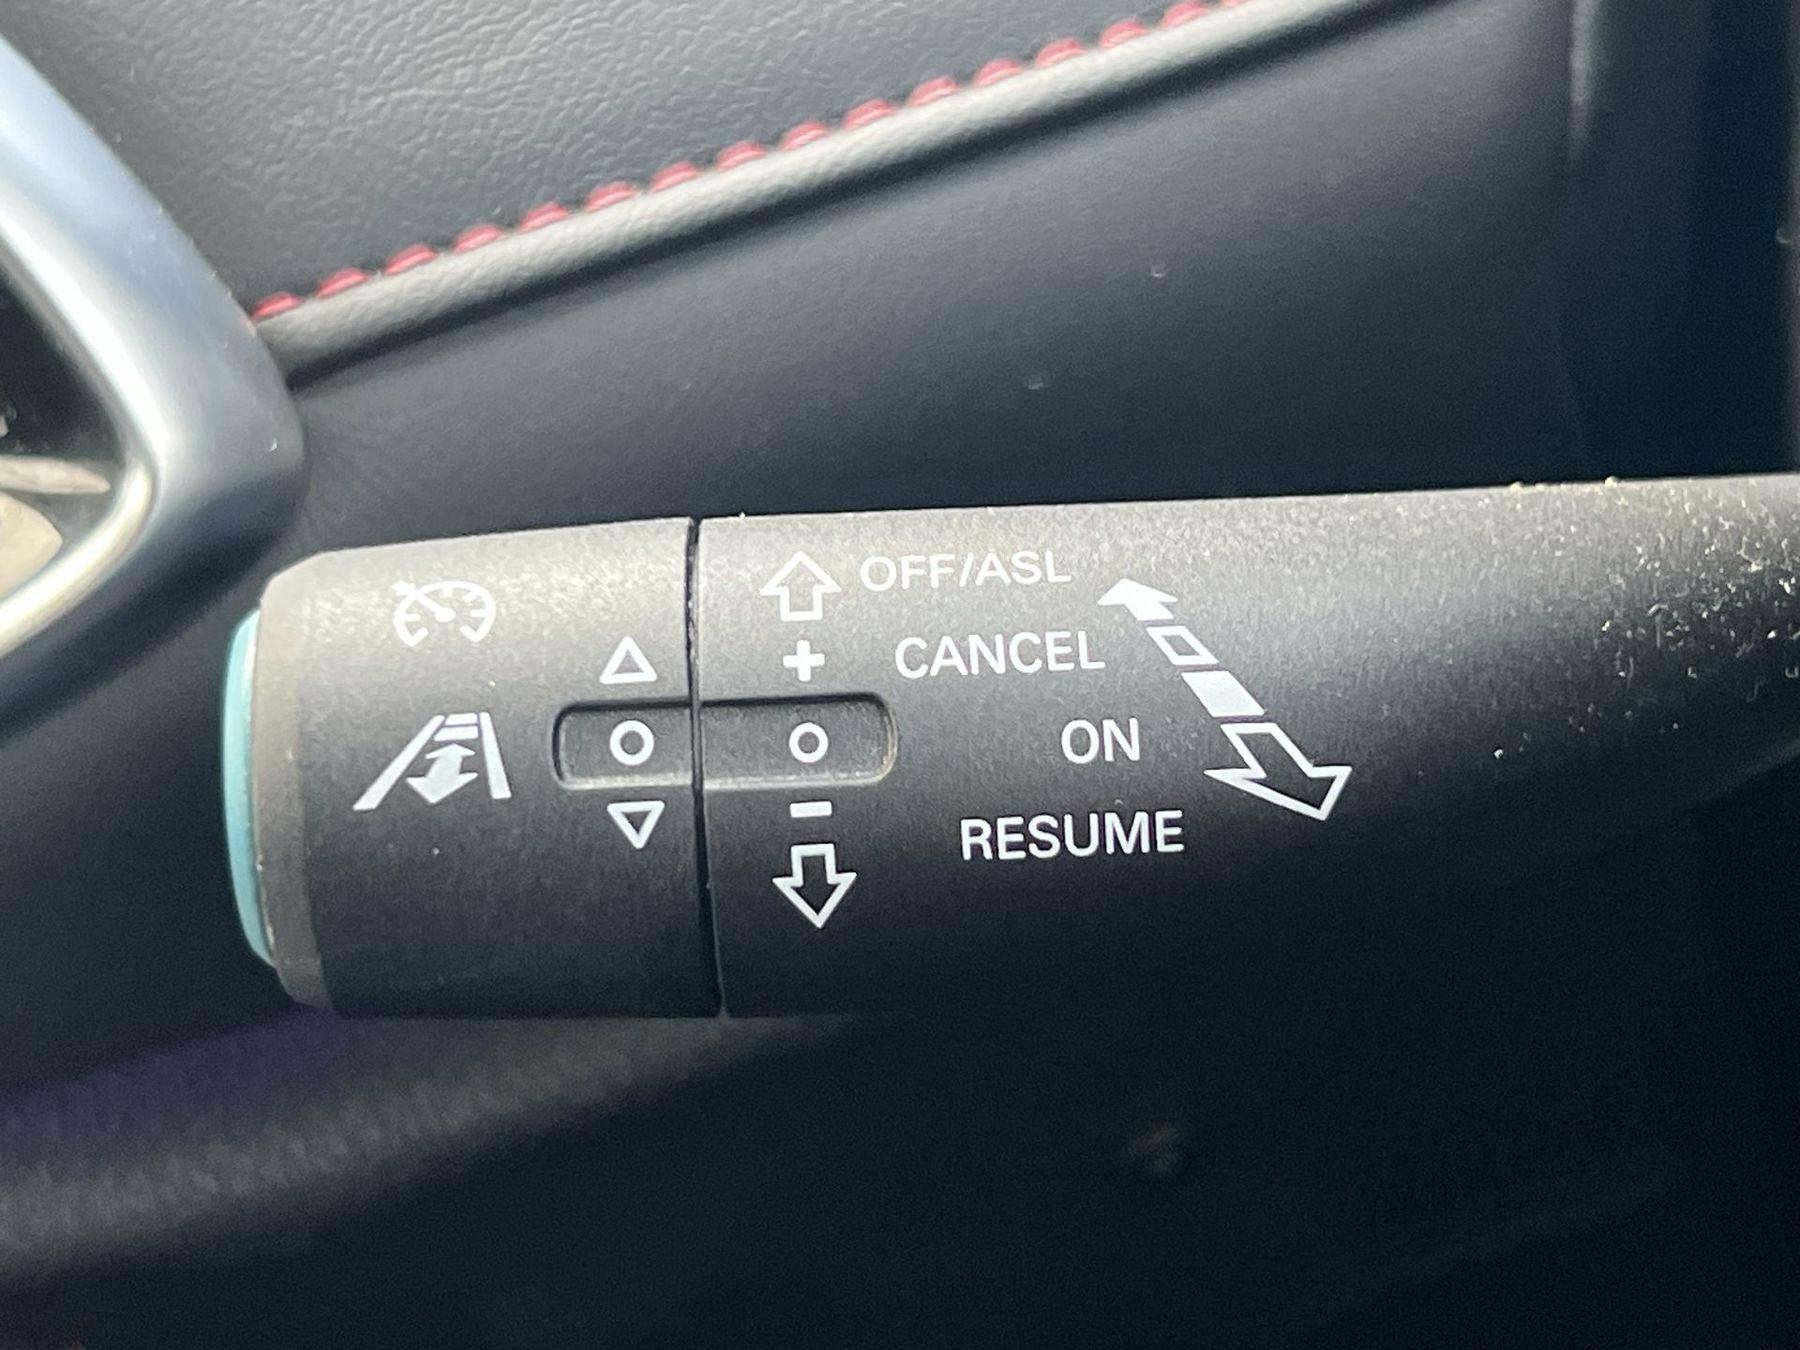 OFF/ASL
+ CANCEL
ON
− RESUME